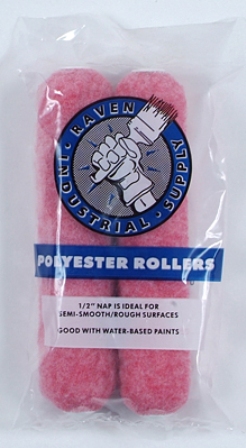 RAVEN
INDUSTRIAL · SUPPLY
POLYESTER ROLLERS
1/2" NAP IS IDEAL FOR
SEMI-SMOOTH/ROUGH SURFACES
GOOD WITH WATER-BASED PAINTS